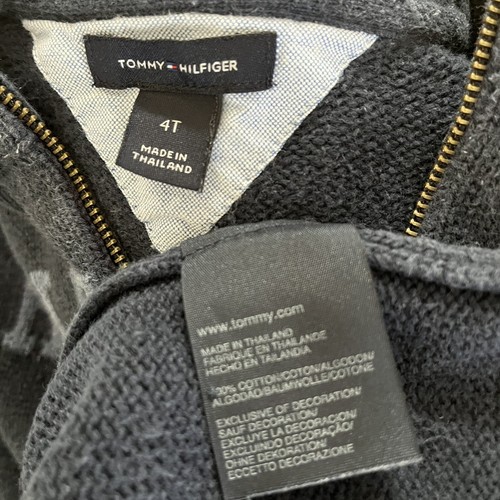 TOMMY HILFIGER
4T
MADE IN
THAILAND
www.tommy.com
MADE IN THAILAND
FABRIQUE EN THAILANDE
HECHO EN TAILANDIA
COTTON/COTON/ALGODON/
ALGODÃO/BAUMWOLLE/COTONE
EXCLUSIVE OF DECORATION/
SAUF DECORATION/
EXCLUYE LA DECORACION/
EXCLUINDO DECORAÇÃO/
OHNE DEKORATION/
ECCETTO DECORAZIONE